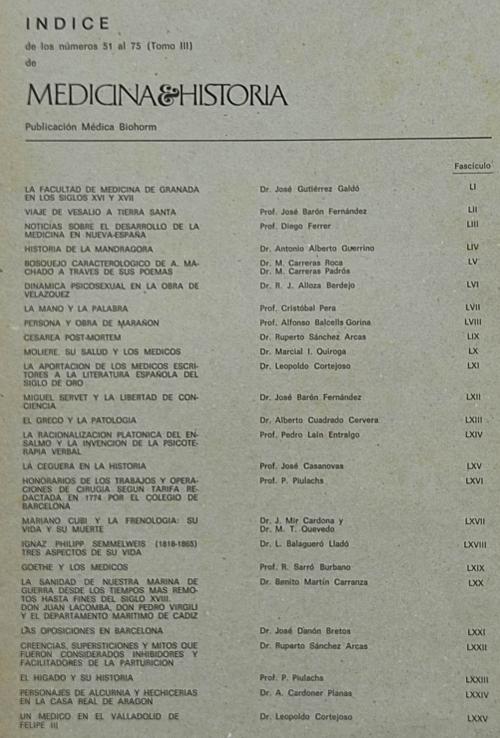 INDICE
de los números 51 al 75 (Tomo III)
de
MEDICINA&HISTORIA
Publicación Médica Biohorm
Fascículo
LA FACULTAD DE MEDICINA DE GRANADA Dr. José Gutiérrez Galdó LI
EN LOS SIGLOS XVI Y XVII
VIAJE DE VESALIO A TIERRA SANTA Prof. José Barón Fernández LII
NOTICIAS SOBRE EL DESARROLLO DE LA Prof. Diego Ferrer LIII
MEDICINA EN NUEVA-ESPAÑA
HISTORIA DE LA MANDRAGORA Dr. Antonio Alberto Guerrino LIV
BOSQUEJO CARACTEROLOGICO DE A. MA- Dr. M. Carreras Roca LV
CHADO A TRAVES DE SUS POEMAS Dr. M. Carreras Padrós
DINAMICA PSICOSEXUAL EN LA OBRA DE Dr. R. J. Alloza Berdejo LVI
VELAZQUEZ
LA MANO Y LA PALABRA Prof. Cristóbal Pera LVII
PERSONA Y OBRA DE MARAÑON Prof. Alfonso Balcells Gorina LVIII
CESAREA POST-MORTEM Dr. Ruperto Sánchez Arcas LIX
MOLIERE, SU SALUD Y LOS MEDICOS Dr. Marcial I. Quiroga LX
LA APORTACION DE LOS MEDICOS ESCRI- Dr. Leopoldo Cortejoso LXI
TORES A LA LITERATURA ESPAÑOLA DEL
SIGLO DE ORO
MIGUEL SERVET Y LA LIBERTAD DE CON- Dr. José Barón Fernández LXII
CIENCIA
EL GRECO Y LA PATOLOGIA Dr. Alberto Cuadrado Cervera LXIII
LA RACIONALIZACION PLATONICA DEL EN- Prof. Pedro Laín Entralgo LXIV
SALMO Y LA INVENCION DE LA PSICOTE-
RAPIA VERBAL
LA CEGUERA EN LA HISTORIA Prof. José Casanovas LXV
HONORARIOS DE LOS TRABAJOS Y OPERA- Prof. P. Piulachs LXVI
CIONES DE CIRUGIA SEGUN TARIFA RE-
DACTADA EN 1774 POR EL COLEGIO DE
BARCELONA
MARIANO CUBI Y LA FRENOLOGIA: SU Dr. J. Mir Cardona y LXVII
VIDA Y SU MUERTE Dr. M. T. Quevedo
IGNAZ PHILIPP SEMMELWEIS (1818-1865) Dr. L. Balagueró Lladó LXVIII
TRES ASPECTOS DE SU VIDA
GOETHE Y LOS MEDICOS Prof. R. Sarró Burbano LXIX
LA SANIDAD DE NUESTRA MARINA DE Dr. Benito Martín Carranza LXX
GUERRA DESDE LOS TIEMPOS MAS REMO-
TOS HASTA FINES DEL SIGLO XVIII.
DON JUAN LACOMBA, DON PEDRO VIRGILI
Y EL DEPARTAMENTO MARITIMO DE CADIZ
LAS OPOSICIONES EN BARCELONA Dr. José Danón Bretos LXXI
CREENCIAS, SUPERSTICIONES Y MITOS QUE Dr. Ruperto Sánchez Arcas LXXII
FUERON CONSIDERADOS INHIBIDORES Y
FACILITADORES DE LA PARTURICION
EL HIGADO Y SU HISTORIA Prof. P. Piulachs LXXIII
PERSONAJES DE ALCURNIA Y HECHICERIAS Dr. A. Cardoner Planas LXXIV
EN LA CASA REAL DE ARAGON
UN MEDICO EN EL VALLADOLID DE Dr. Leopoldo Cortejoso LXXV
FELIPE III